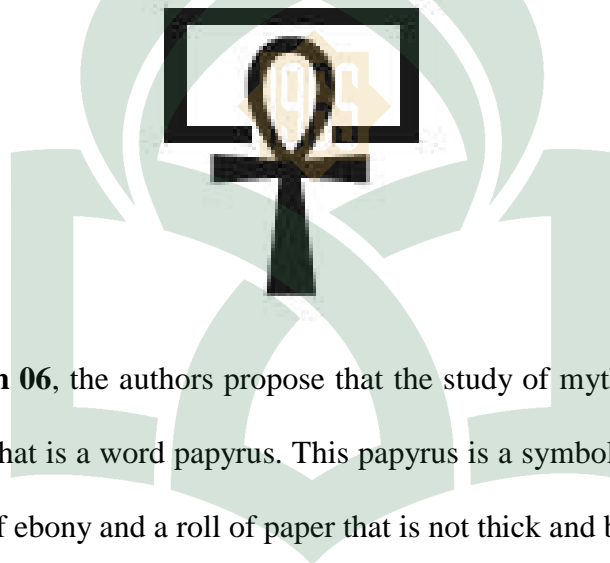 06, the authors propose that the study of
hat is a word papyrus. This papyrus is a symbol
ebony and a roll of paper that is not thick and